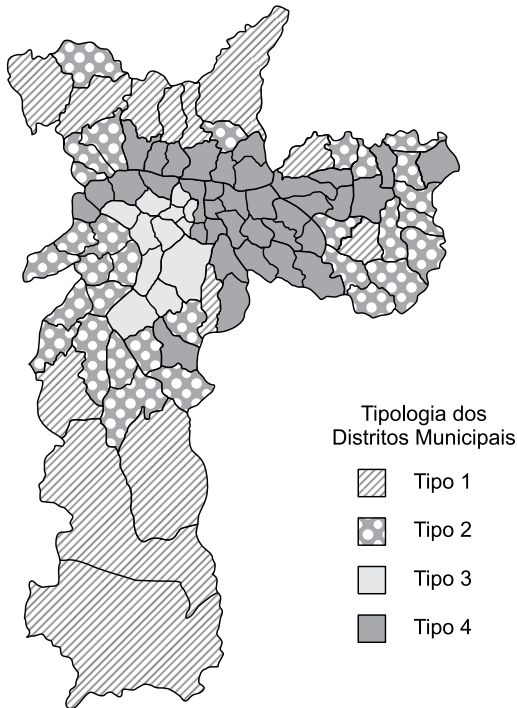 Tipologia dos
Distritos Municipais
Tipo 1
Tipo 2
Tipo 3
Tipo 4